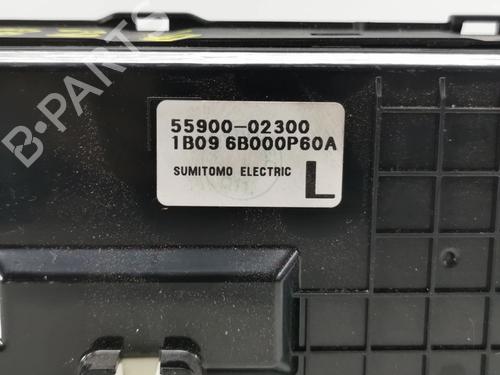 55900-02300
1B09 6B000P60A
SUMITOMO ELECTRIC L
B-PARTS